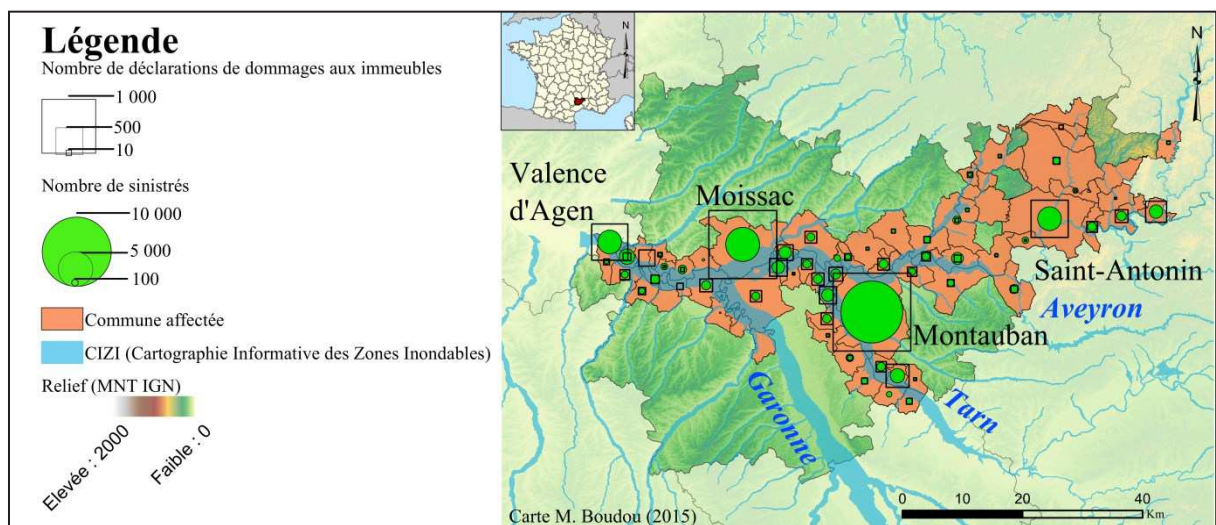 Légende
Nombre de déclarations de dommages aux immeubles
1 000
500
10
Nombre de sinistrés
10 000
5 000
100
Commune affectée
CIZI (Cartographie Informative des Zones Inondables)
Relief (MNT IGN)
Elevée : 2000
Faible : 0
N
N
Valence
d'Agen
Moissac
Saint-Antonin
Aveyron
Montauban
Garonne
Tarn
Carte M. Boudou (2015)
0 10 20 40
Km